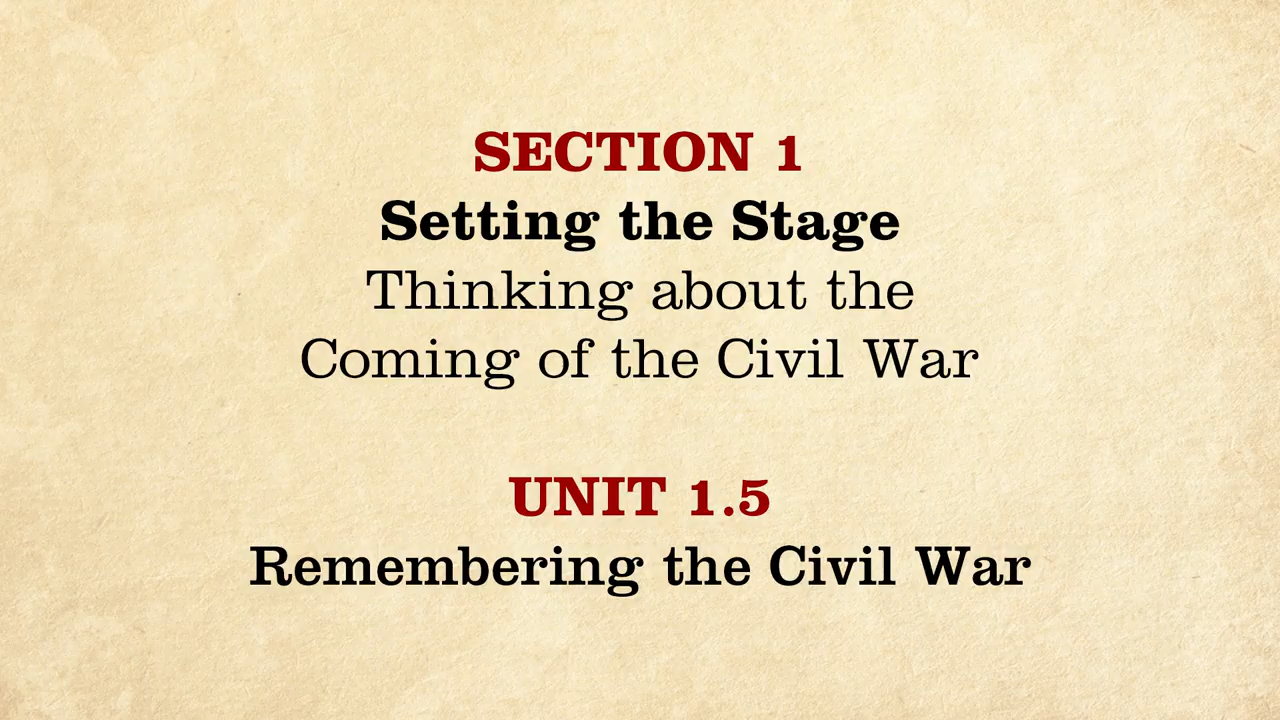 SECTION 1
Setting the Stage
Thinking about the
Coming of the Civil War
UNIT 1.5
Remembering the Civil War